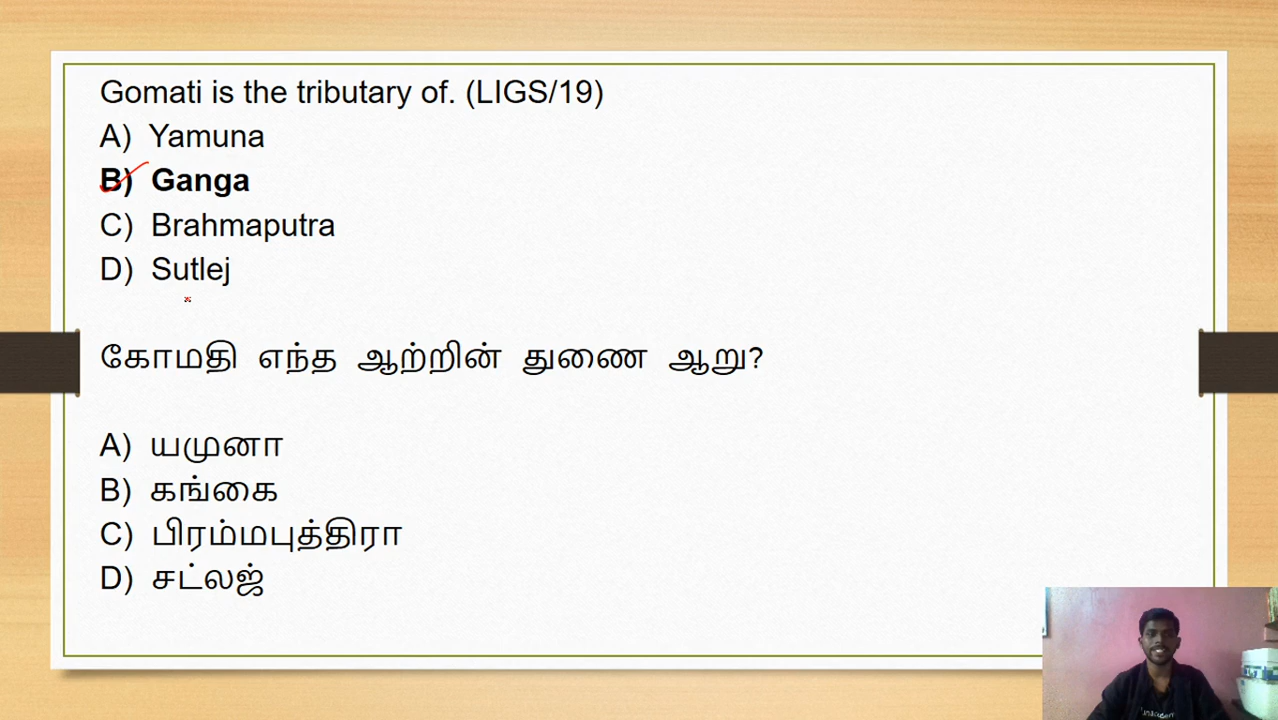 Gomati is the tributary of. (LIGS/19)
A) Yamuna
B) Ganga
C) Brahmaputra
D) Sutlej
கோமதி எந்த ஆற்றின் துணை ஆறு?
A) யமுனா
B) கங்கை
C) பிரம்மபுத்திரா
D) சட்லஜ்